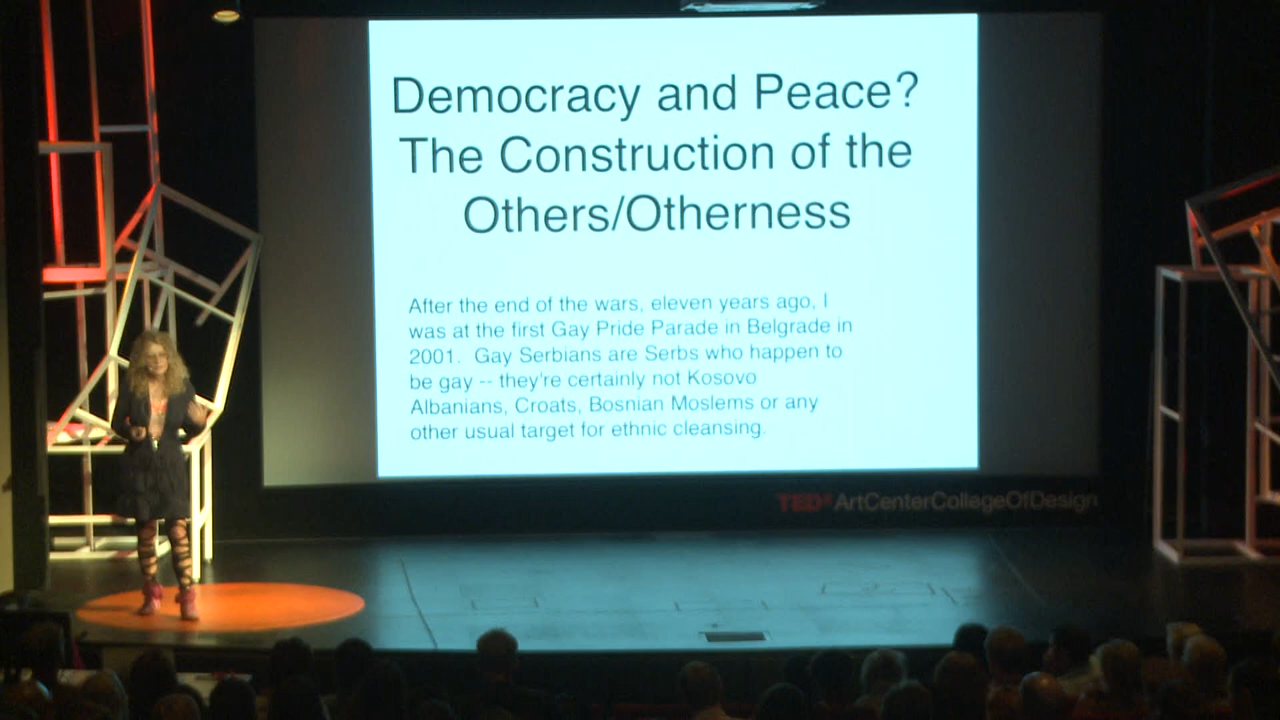 Democracy and Peace?
The Construction of the
Others/Otherness
After the end of the wars, eleven years ago, I
was at the first Gay Pride Parade in Belgrade in
2001. Gay Serbians are Serbs who happen to
be gay -- they're certainly not Kosovo
Albanians, Croats, Bosnian Moslems or any
other usual target for ethnic cleansing.
TEDx ArtCenterCollegeOfDesign